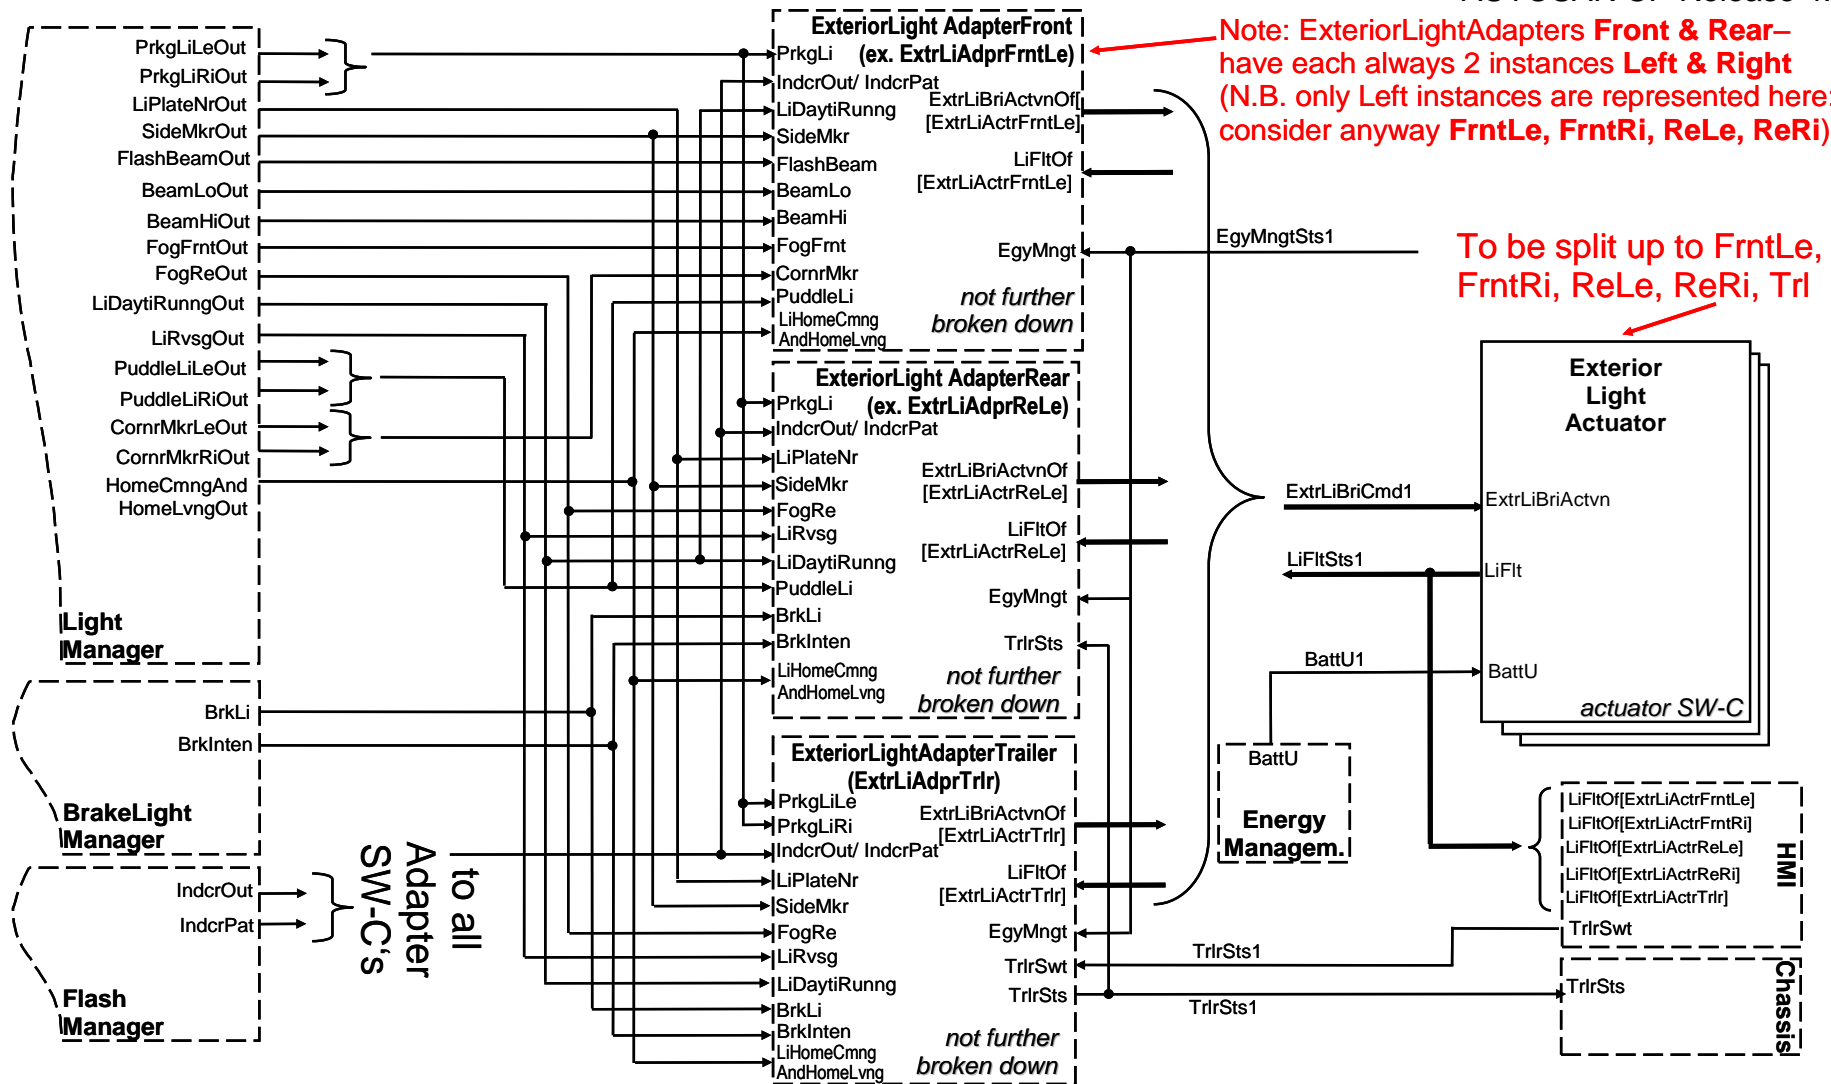 PrkgLiLeOut
PrkgLiRiOut
LiPlateNrOut
SideMkrOut
FlashBeamOut
BeamLoOut
BeamHiOut
FogFrntOut
FogReOut
LiDaytiRunngOut
LiRvsgOut
PuddleLiLeOut
PuddleLiRiOut
CornrMkrLeOut
CornrMkrRiOut
HomeCmngAnd
HomeLvngOut
Light
Manager
BrkLi
BrkInten
BrakeLight
Manager
IndcrOut
IndcrPat
Flash
Manager
to all
Adapter
SW-C's
ExteriorLight AdapterFront
(ex. ExtrLiAdprFrntLe)
PrkgLi
IndcrOut/ IndcrPat
LiDaytiRunng
SideMkr
FlashBeam
BeamLo
BeamHi
FogFrnt
CornrMkr
PuddleLi
LiHomeCmng
AndHomeLvng
ExtrLiBriActvnOf[
[ExtrLiActrFrntLe]
LiFltOf
[ExtrLiActrFrntLe]
EgyMngt
not further
broken down
ExteriorLight AdapterRear
(ex. ExtrLiAdprReLe)
PrkgLi
IndcrOut/ IndcrPat
LiPlateNr
SideMkr
FogRe
LiRvsg
LiDaytiRunng
PuddleLi
BrkLi
BrkInten
LiHomeCmng
AndHomeLvng
ExtrLiBriActvnOf
[ExtrLiActrReLe]
LiFltOf
[ExtrLiActrReLe]
EgyMngt
TrlrSts
not further
broken down
ExteriorLightAdapterTrailer
(ExtrLiAdprTrlr)
PrkgLiLe
PrkgLiRi
IndcrOut/ IndcrPat
LiPlateNr
SideMkr
FogRe
LiRvsg
LiDaytiRunng
BrkLi
BrkInten
LiHomeCmng
AndHomeLvng
ExtrLiBriActvnOf
[ExtrLiActrTrlr]
LiFltOf
[ExtrLiActrTrlr]
EgyMngt
TrlrSwt
TrlrSts
not further
broken down
Note: ExteriorLightAdapters Front & Rear–
have each always 2 instances Left & Right
(N.B. only Left instances are represented here:
consider anyway FrntLe, FrntRi, ReLe, ReRi)
EgyMngtSts1
To be split up to FrntLe,
FrntRi, ReLe, ReRi, Trl
Exterior
Light
Actuator
ExtrLiBriCmd1
ExtrLiBriActvn
LiFltSts1
LiFlt
BattU1
BattU
actuator SW-C
BattU
Energy
Managem.
LiFltOf[ExtrLiActrFrntLe]
LiFltOf[ExtrLiActrFrntRi]
LiFltOf[ExtrLiActrReLe]
LiFltOf[ExtrLiActrReRi]
LiFltOf[ExtrLiActrTrlr]
TrlrSwt
HMI
TrlrSts1
TrlrSts
Chassis
TrlrSts1